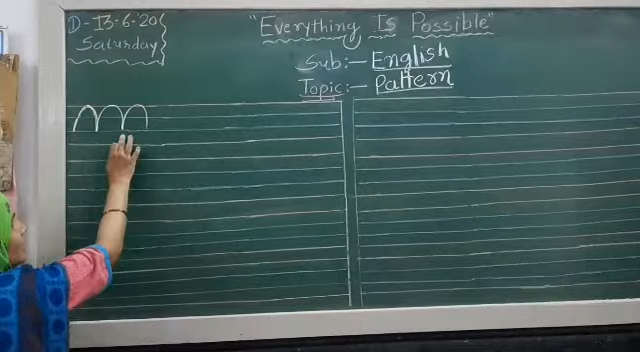 D-13-6-20
Saturday
"Everything Is Possible"
Sub:- English
Topic:- Pattern